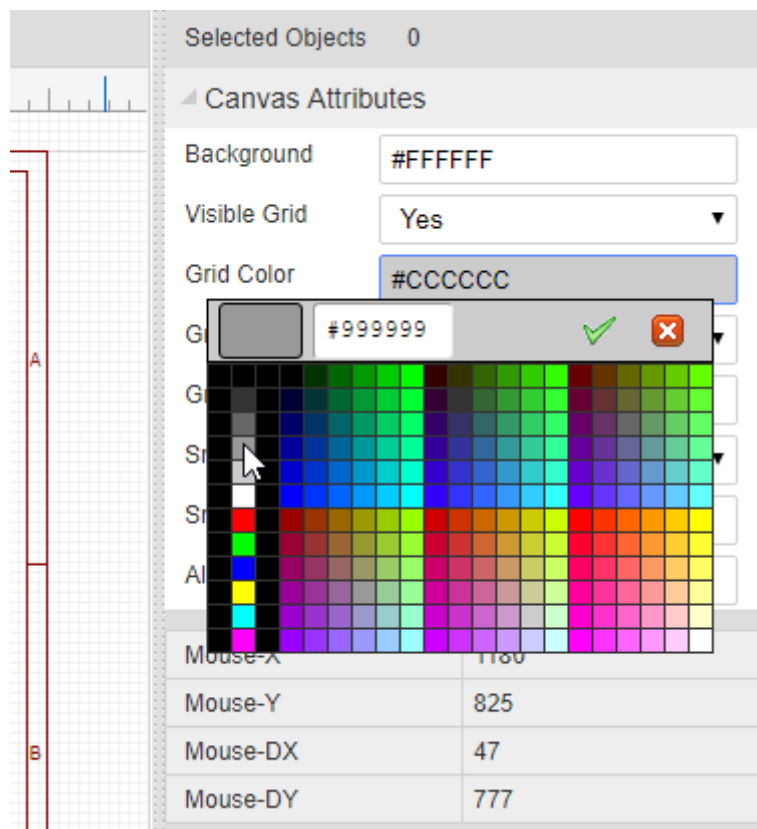 Selected Objects 0
Canvas Attributes
Background #FFFFFF
Visible Grid Yes
Grid Color #CCCCCC
#999999
A
Mouse-X 1180
Mouse-Y 825
B
Mouse-DX 47
Mouse-DY 777